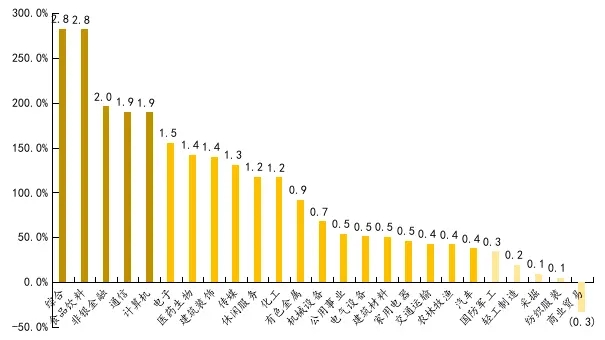 300.0%
250.0%
200.0%
150.0%
100.0%
50.0%
0.0%
-50.0%
2.8 2.8 2.0 1.9 1.9 1.5 1.4 1.4 1.3 1.2 1.2 0.9 0.7 0.5 0.5 0.5 0.5 0.4 0.4 0.4 0.3 0.2 0.1 0.1 (0.3)
综合
食品饮料
非银金融
通信
计算机
电子
医药生物
建筑装饰
传媒
休闲服务
化工
有色金属
机械设备
公用事业
电气设备
建筑材料
家用电器
交通运输
农林牧渔
汽车
国防军工
轻工制造
采掘
纺织服装
商业贸易